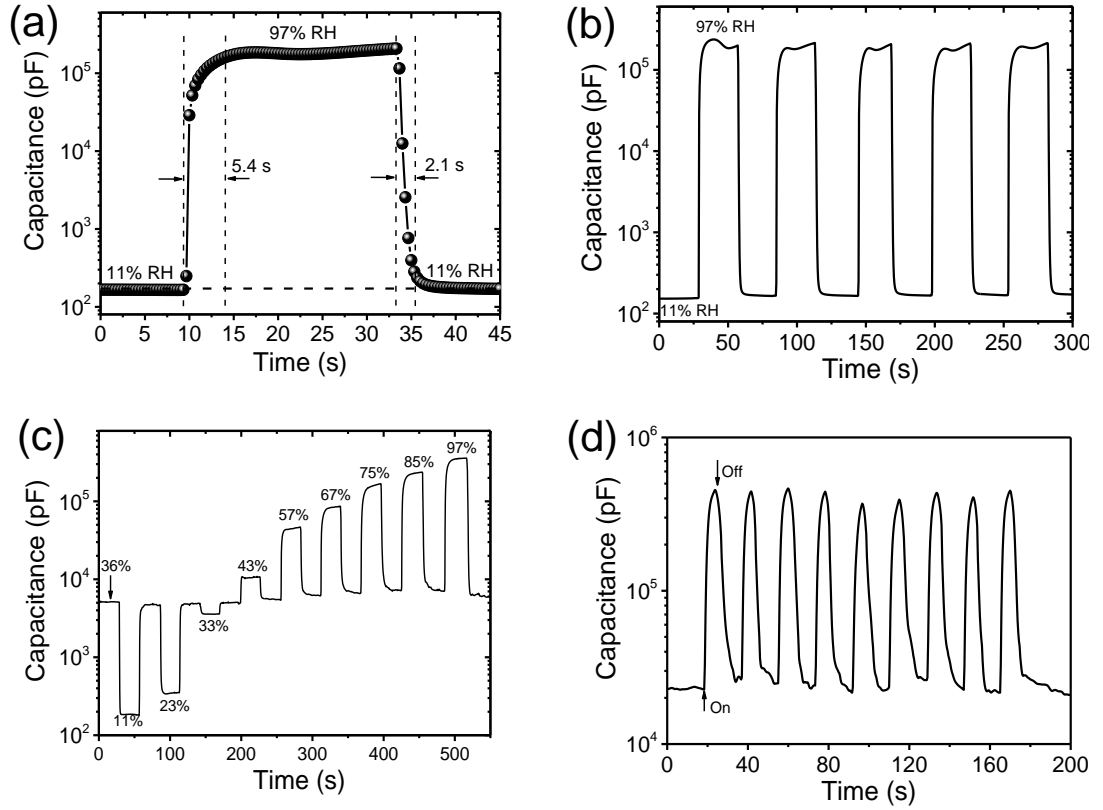 (a)
97% RH
5.4 s
2.1 s
11% RH
11% RH
10^5
10^4
10^3
10^2
Capacitance (pF)
0 5 10 15 20 25 30 35 40 45
Time (s)
(b)
97% RH
11% RH
10^5
10^4
10^3
10^2
Capacitance (pF)
0 50 100 150 200 250 300
Time (s)
(c)
36%
11%
23%
33%
43%
57%
67%
75%
85%
97%
10^5
10^4
10^3
10^2
Capacitance (pF)
0 100 200 300 400 500
Time (s)
(d)
Off
On
10^6
10^5
10^4
Capacitance (pF)
0 40 80 120 160 200
Time (s)